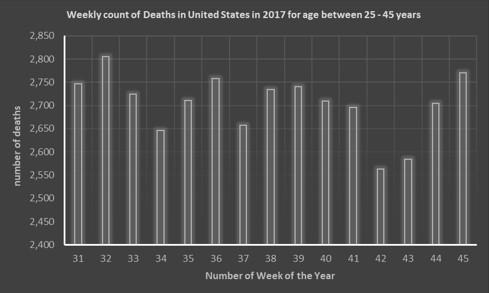 Weekly count of Deaths in United States in 2017 for age between 25 - 45 years
number of deaths
2,850
2,800
2,750
2,700
2,650
2,600
2,550
2,500
2,450
2,400
31 32 33 34 35 36 37 38 39 40 41 42 43 44 45
Number of Week of the Year